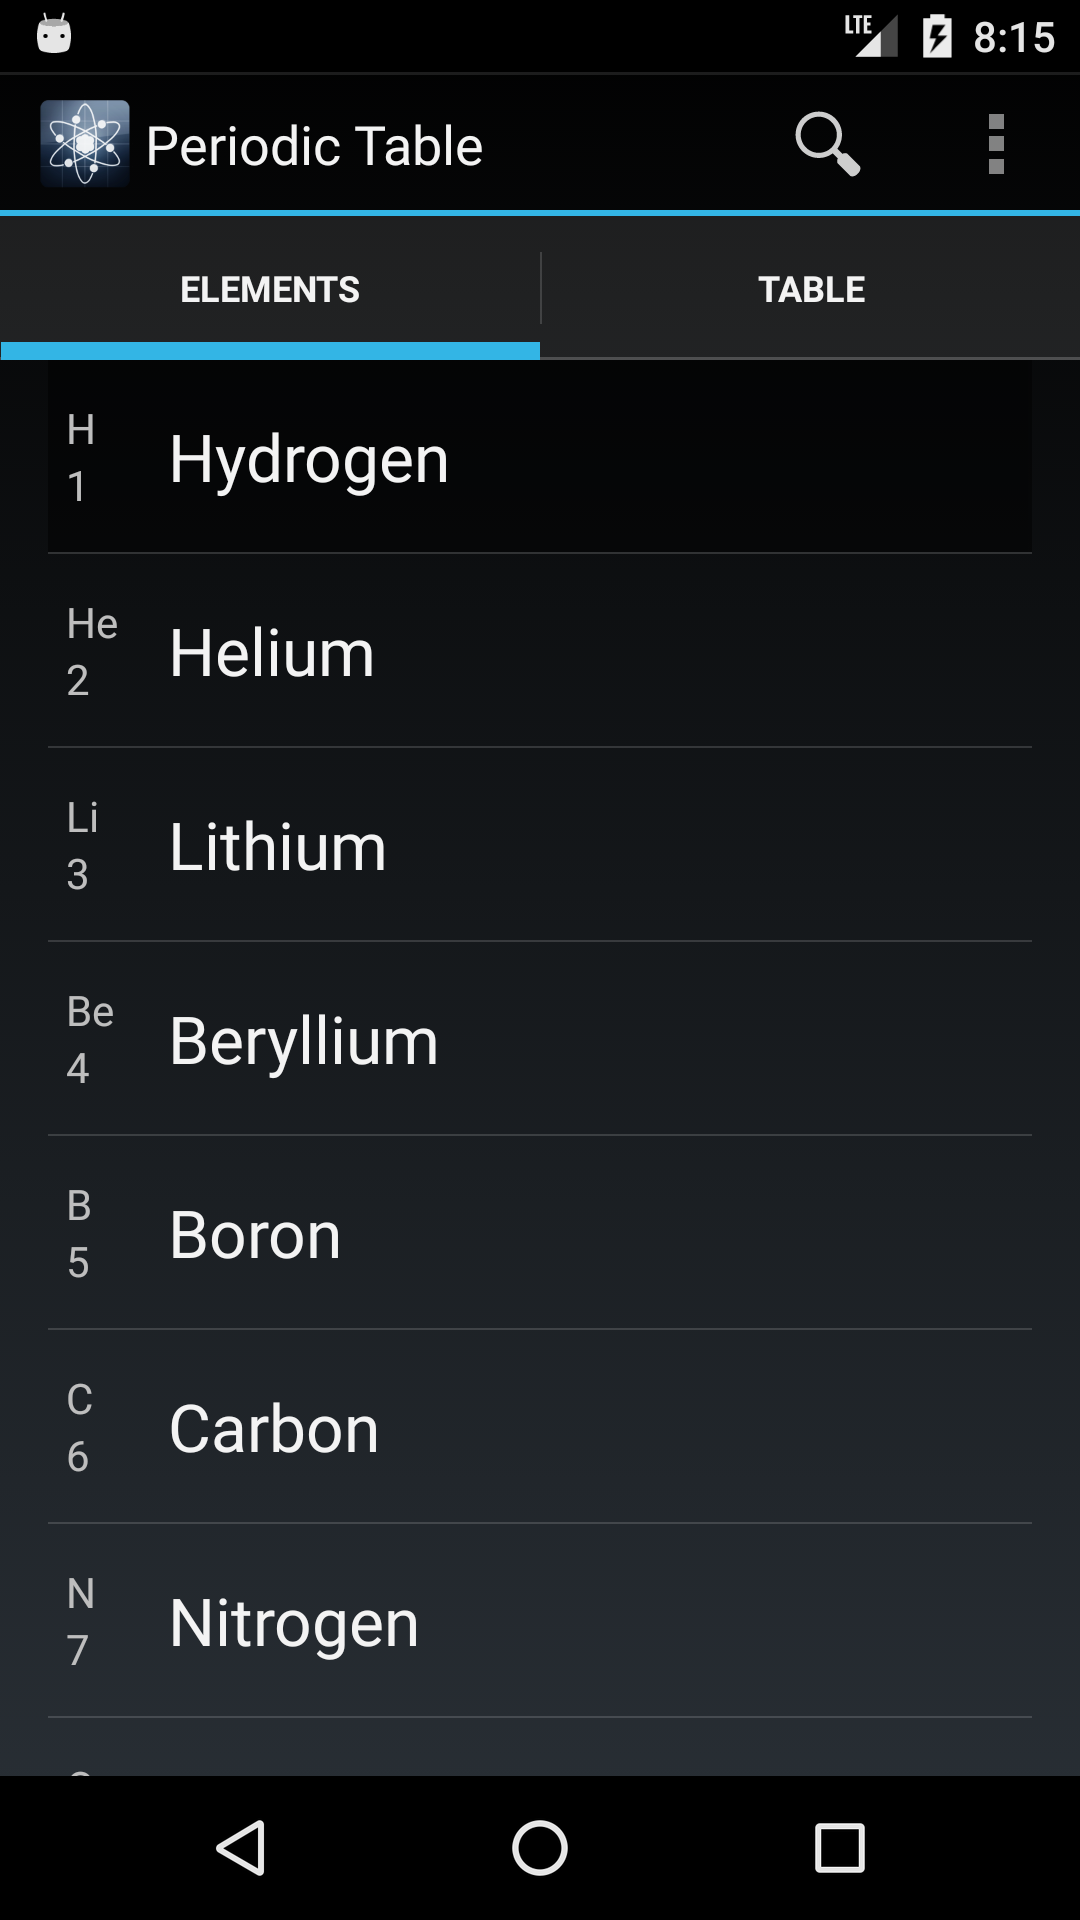 LTE 8:15
Periodic Table
ELEMENTS TABLE
H
1
Hydrogen
He
2
Helium
Li
3
Lithium
Be
4
Beryllium
B
5
Boron
C
6
Carbon
N
7
Nitrogen